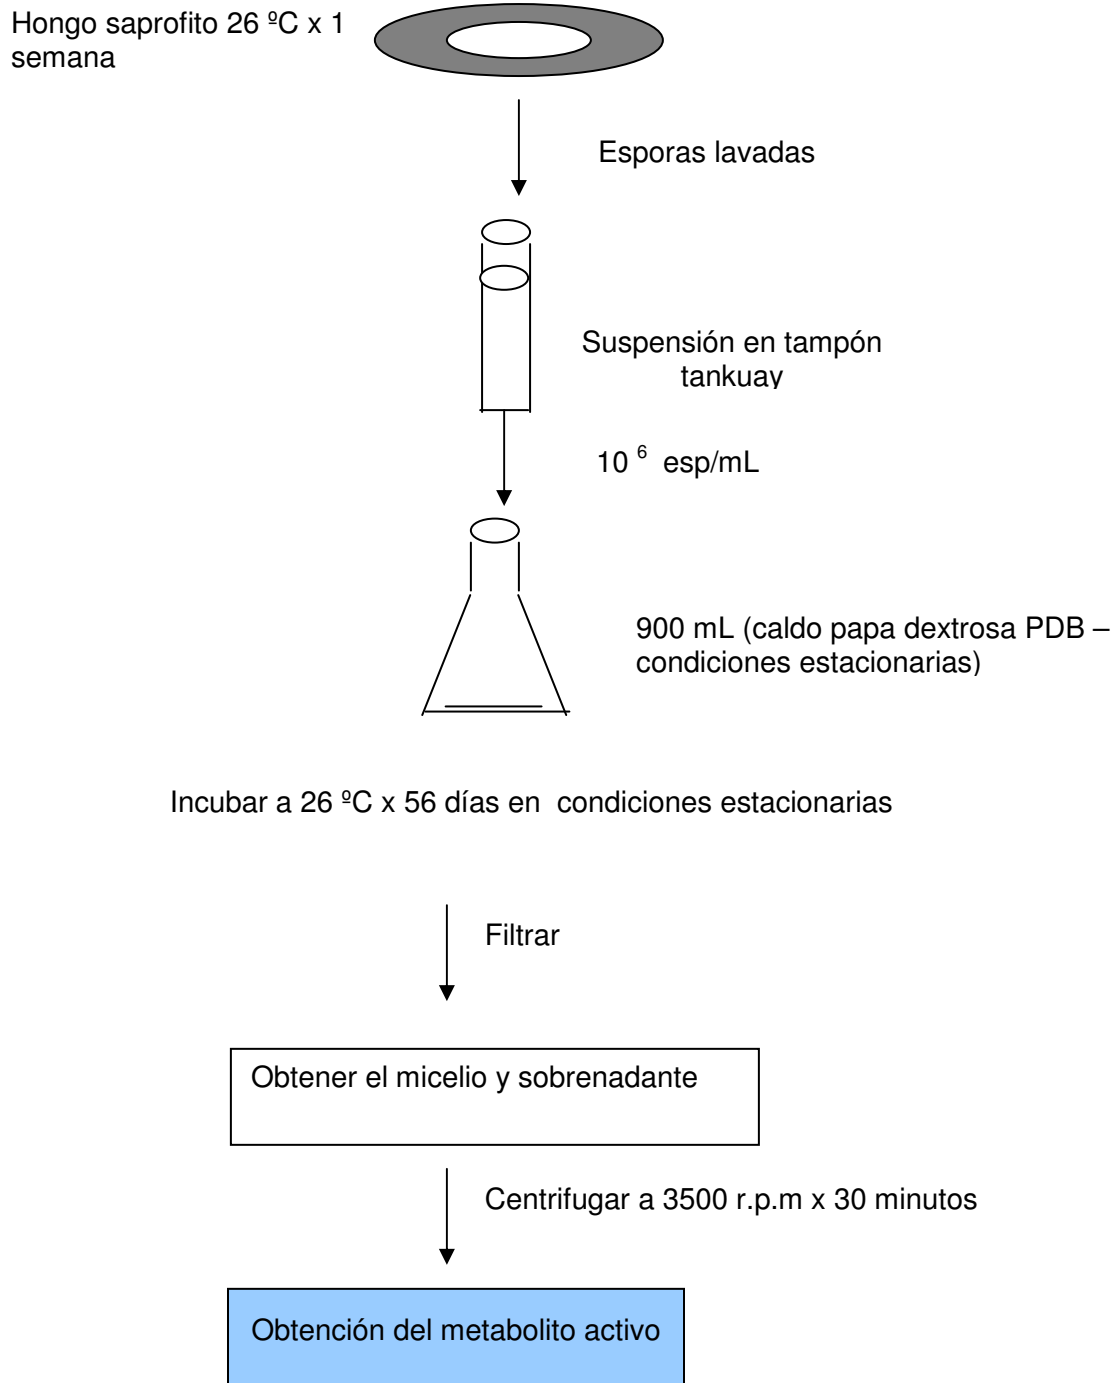 Hongo saprofito 26 ºC x 1
semana
Esporas lavadas
Suspensión en tampón
tankuay
10 6 esp/mL
900 mL (caldo papa dextrosa PDB –
condiciones estacionarias)
Incubar a 26 ºC x 56 días en condiciones estacionarias
Filtrar
Obtener el micelio y sobrenadante
Centrifugar a 3500 r.p.m x 30 minutos
Obtención del metabolito activo